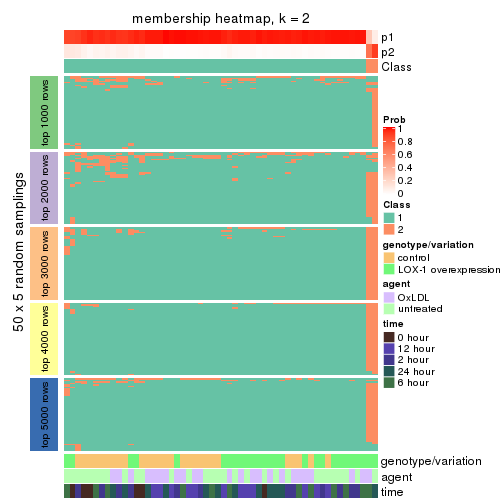 membership heatmap, k = 2
p1
p2
Class
50 x 5 random samplings
top 1000 rows
top 2000 rows
top 3000 rows
top 4000 rows
top 5000 rows
genotype/variation
agent
time
Prob
1
0.8
0.6
0.4
0.2
0
Class
1
2
genotype/variation
control
LOX-1 overexpression
agent
OxLDL
untreated
time
0 hour
12 hour
2 hour
24 hour
6 hour